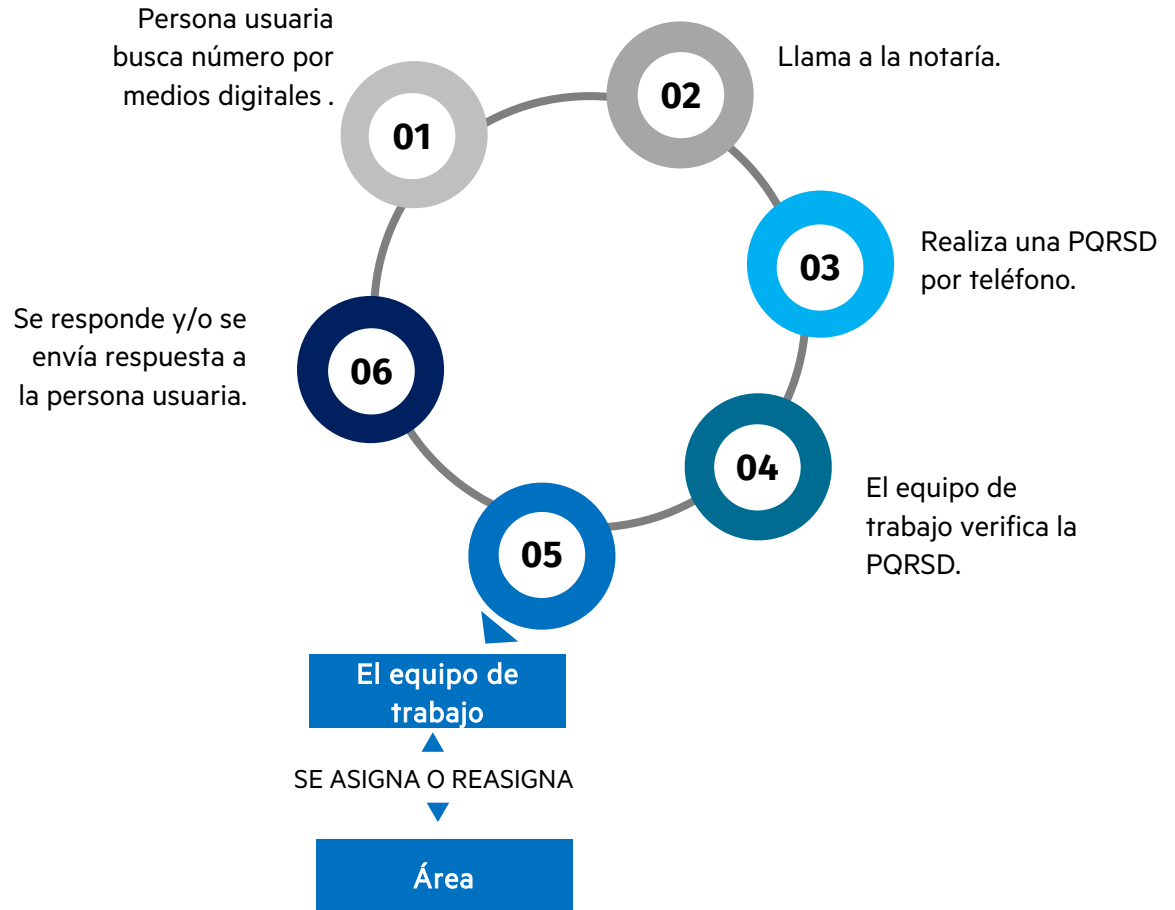 01
Persona usuaria
busca número por
medios digitales .
02
Llama a la notaría.
03
Realiza una PQRSD
por teléfono.
04
El equipo de
trabajo verifica la
PQRSD.
05
El equipo de
trabajo
SE ASIGNA O REASIGNA
Área
06
Se responde y/o se
envía respuesta a
la persona usuaria.